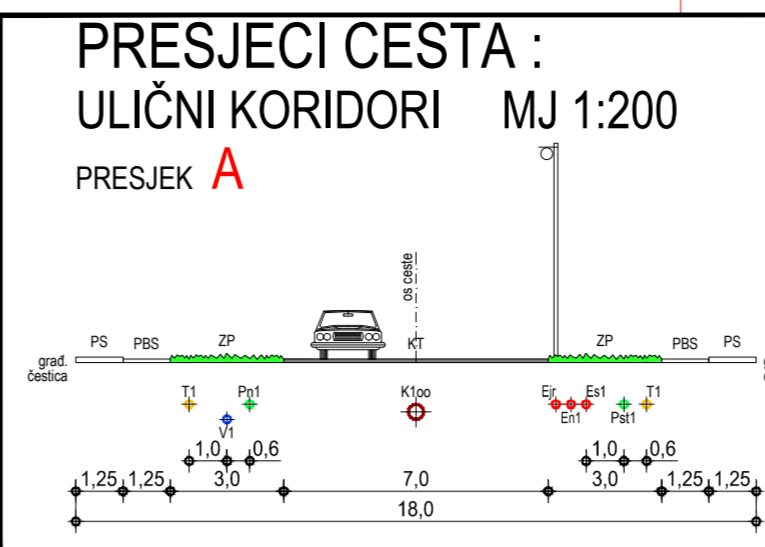 PRESJECI CESTA :
ULIČNI KORIDORI MJ 1:200
PRESJEK A
os ceste
PS PBS ZP KT ZP PBS PS
građ.
čestica
T1 Pn1 K1oo Ejr Es1 T1
V1 En1 Pst1
1,0 0,6 1,0 0,6
1,25 1,25 3,0 7,0 3,0 1,25 1,25
18,0